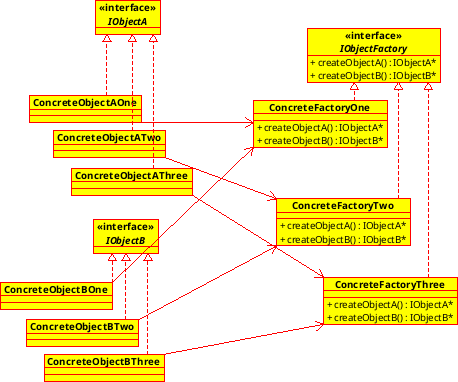 <<interface>>
IObjectA
<<interface>>
IObjectFactory
+ createObjectA() : IObjectA*
+ createObjectB() : IObjectB*
ConcreteObjectAOne
ConcreteFactoryOne
+ createObjectA() : IObjectA*
+ createObjectB() : IObjectB*
ConcreteObjectATwo
ConcreteObjectAThree
ConcreteFactoryTwo
+ createObjectA() : IObjectA*
+ createObjectB() : IObjectB*
<<interface>>
IObjectB
ConcreteObjectBOne
ConcreteFactoryThree
+ createObjectA() : IObjectA*
+ createObjectB() : IObjectB*
ConcreteObjectBTwo
ConcreteObjectBThree